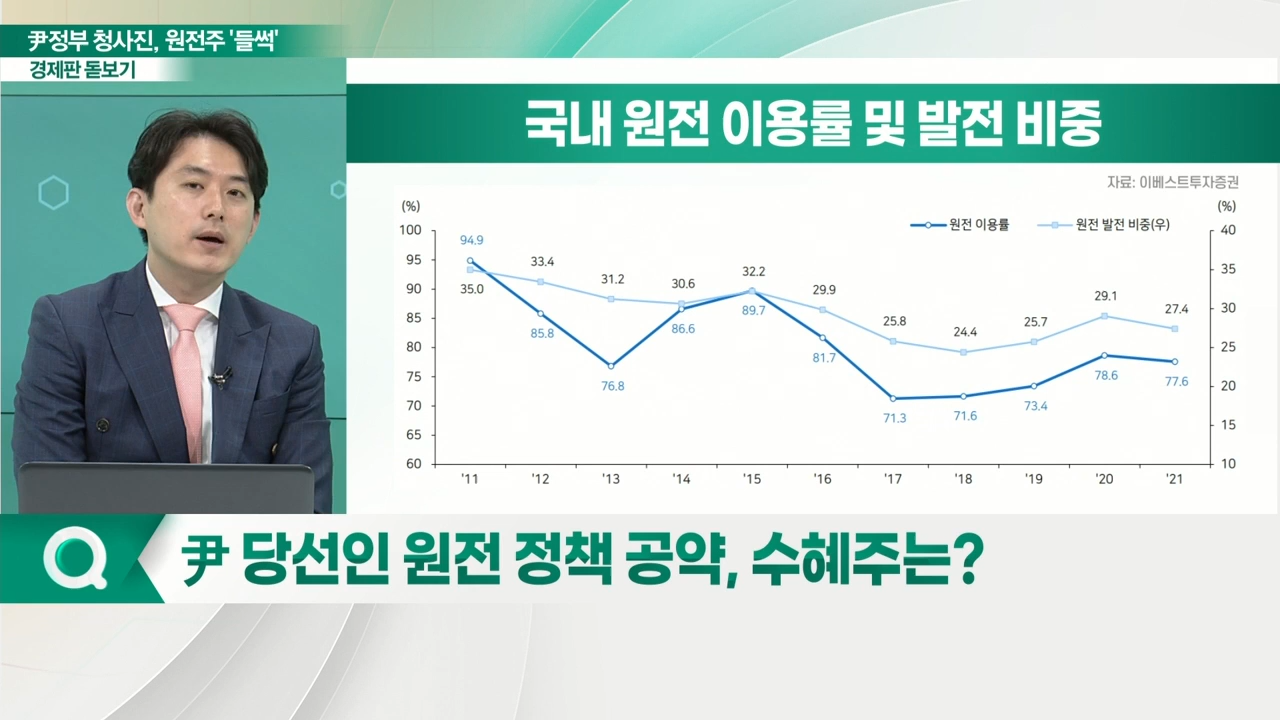 尹정부 청사진, 원전주 '들썩'
경제판 돋보기
국내 원전 이용률 및 발전 비중
자료: 이베스트투자증권
(%) (%)
원전 이용률 원전 발전 비중(우)
100 95 90 85 80 75 70 65 60
94.9 85.8 76.8 86.6 89.7 81.7 71.3 71.6 73.4 78.6 77.6
35.0 33.4 31.2 30.6 32.2 29.9 25.8 24.4 25.7 29.1 27.4
40 35 30 25 20 15 10
'11 '12 '13 '14 '15 '16 '17 '18 '19 '20 '21
尹 당선인 원전 정책 공약, 수혜주는?